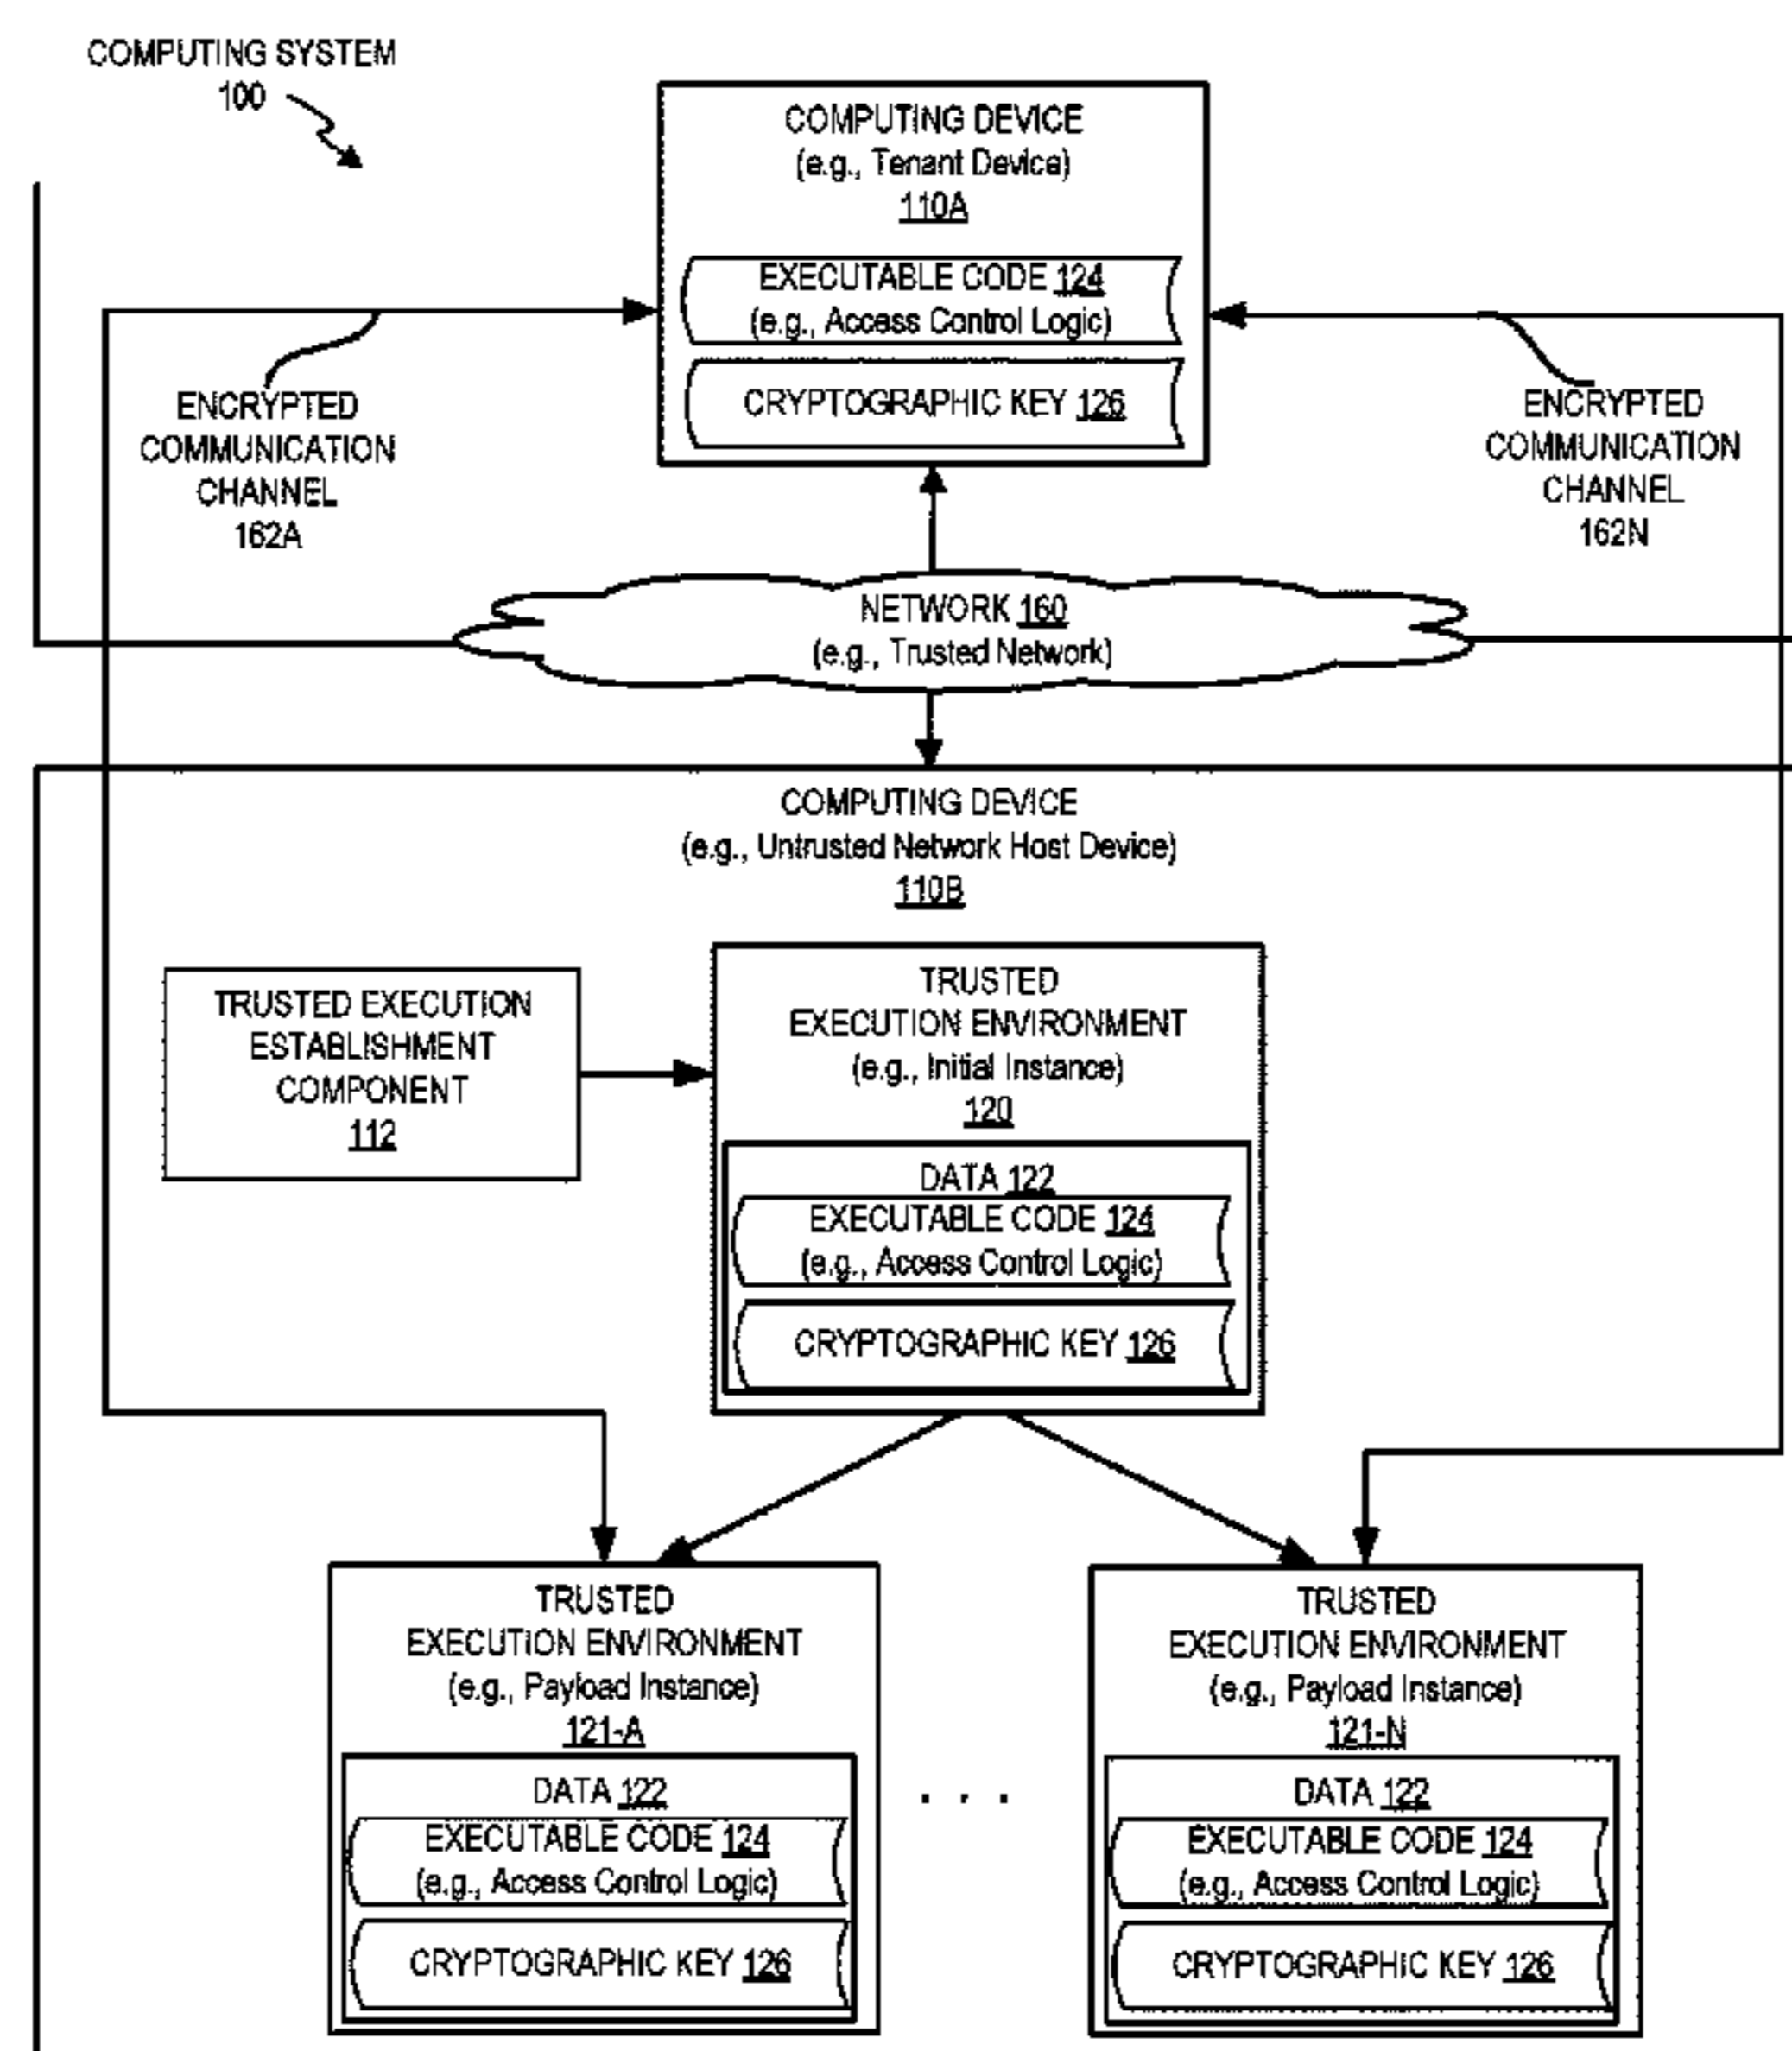 COMPUTING SYSTEM
100
COMPUTING DEVICE
(e.g., Tenant Device)
110A
EXECUTABLE CODE 124
(e.g., Access Control Logic)
CRYPTOGRAPHIC KEY 126
ENCRYPTED
COMMUNICATION
CHANNEL
162A
ENCRYPTED
COMMUNICATION
CHANNEL
162N
NETWORK 160
(e.g., Trusted Network)
COMPUTING DEVICE
(e.g., Untrusted Network Host Device)
110B
TRUSTED EXECUTION
ESTABLISHMENT
COMPONENT
112
TRUSTED
EXECUTION ENVIRONMENT
(e.g., Initial Instance)
120
DATA 122
EXECUTABLE CODE 124
(e.g., Access Control Logic)
CRYPTOGRAPHIC KEY 126
TRUSTED
EXECUTION ENVIRONMENT
(e.g., Payload Instance)
121-A
DATA 122
EXECUTABLE CODE 124
(e.g., Access Control Logic)
CRYPTOGRAPHIC KEY 126
. . .
TRUSTED
EXECUTION ENVIRONMENT
(e.g., Payload Instance)
121-N
DATA 122
EXECUTABLE CODE 124
(e.g., Access Control Logic)
CRYPTOGRAPHIC KEY 126